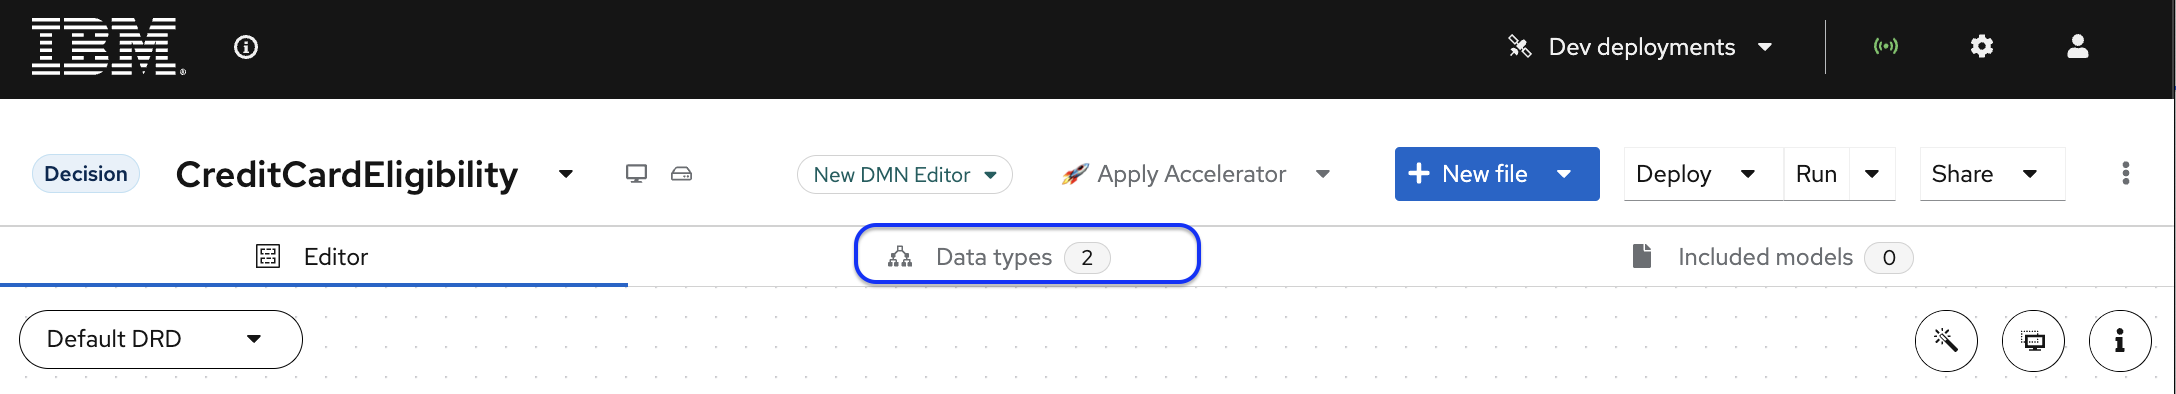 IBM®
Dev deployments
Decision CreditCardEligibility New DMN Editor Apply Accelerator + New file Deploy Run Share
Editor Data types 2 Included models 0
Default DRD